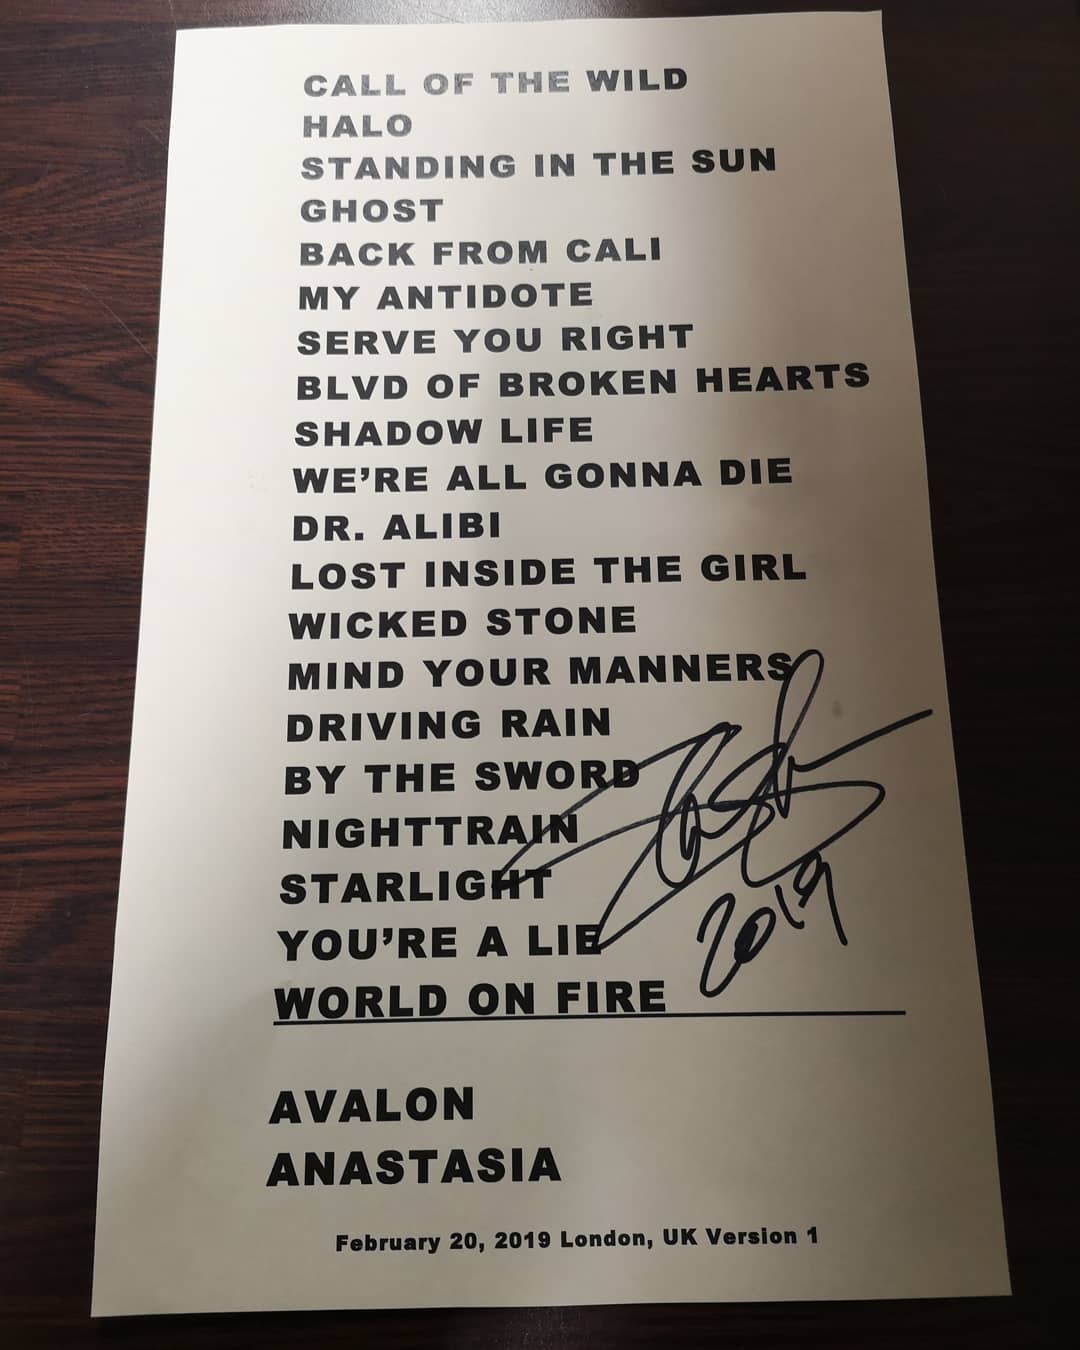 CALL OF THE WILD
HALO
STANDING IN THE SUN
GHOST
BACK FROM CALI
MY ANTIDOTE
SERVE YOU RIGHT
BLVD OF BROKEN HEARTS
SHADOW LIFE
WE'RE ALL GONNA DIE
DR. ALIBI
LOST INSIDE THE GIRL
WICKED STONE
MIND YOUR MANNERS
DRIVING RAIN
BY THE SWORD
NIGHTTRAIN
STARLIGHT
YOU'RE A LIE
Slash
2019
WORLD ON FIRE
AVALON
ANASTASIA
February 20, 2019 London, UK Version 1